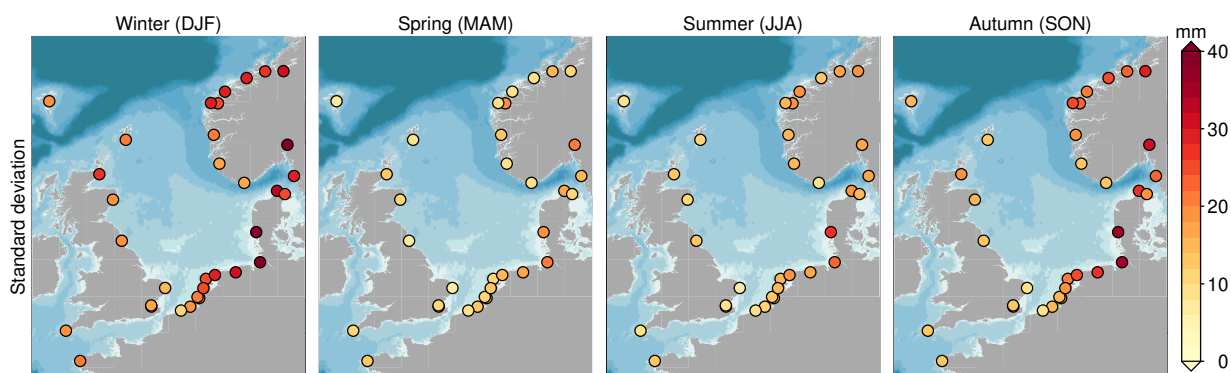 Winter (DJF)
Spring (MAM)
Summer (JJA)
Autumn (SON)
mm
Standard deviation
40
30
20
10
0